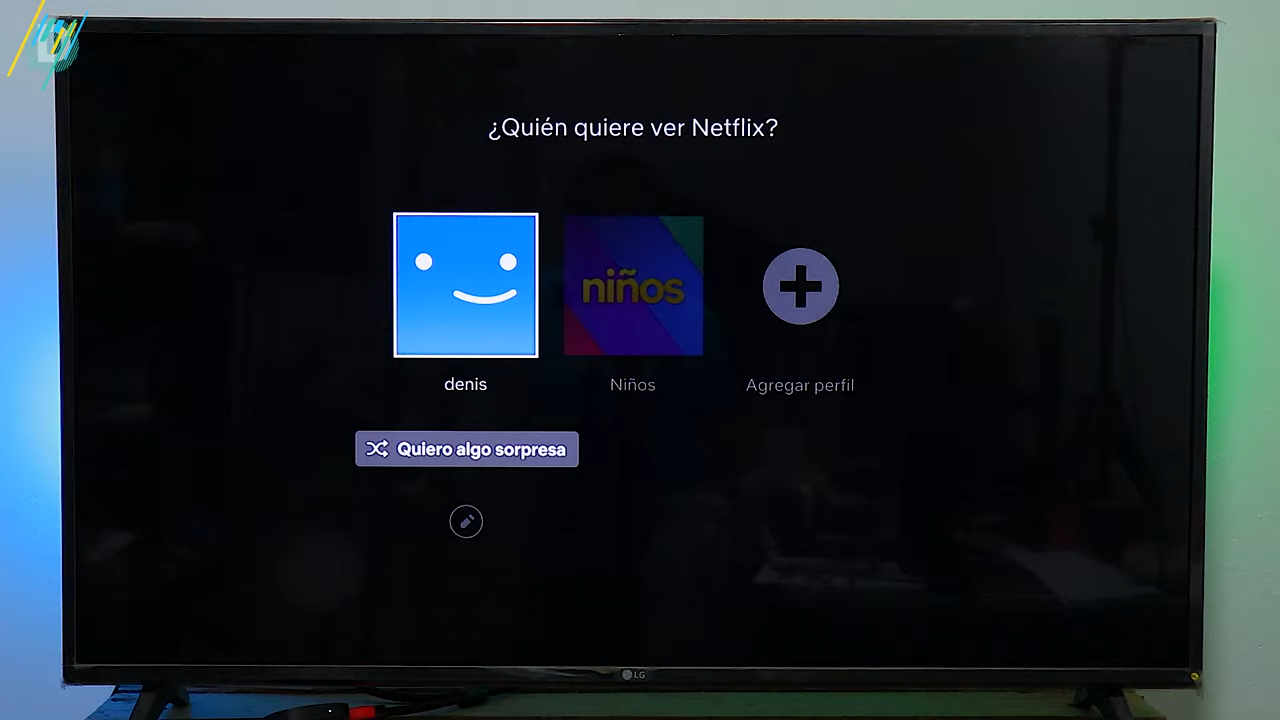 ¿Quién quiere ver Netflix?
niños
denis
Niños
Agregar perfil
Quiero algo sorpresa
LG